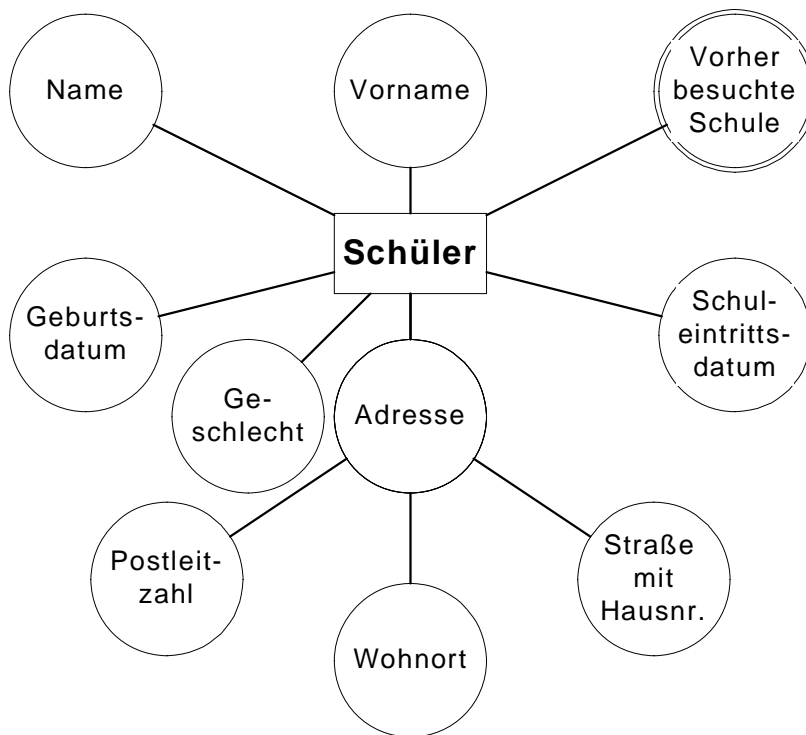 Name
Vorname
Vorher
besuchte
Schule
Schüler
Geburts-
datum
Schul-
eintritts-
datum
Ge-
schlecht
Adresse
Postleit-
zahl
Straße
mit
Hausnr.
Wohnort